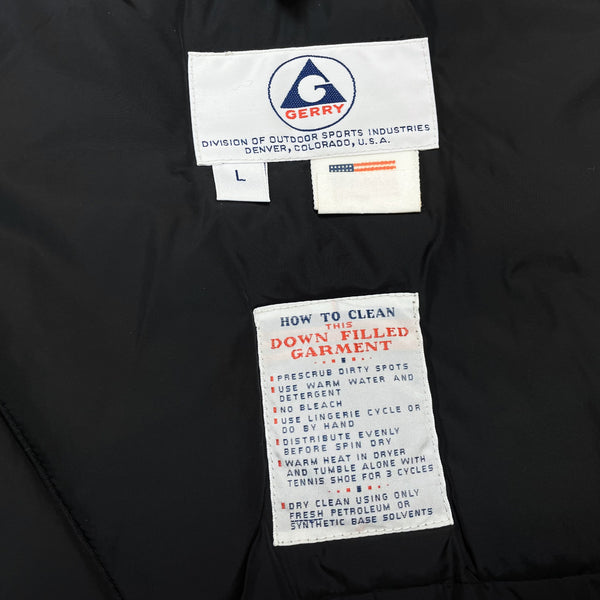 G
GERRY
DIVISION OF OUTDOOR SPORTS INDUSTRIES
DENVER, COLORADO, U.S.A.
L
HOW TO CLEAN
THIS
DOWN FILLED
GARMENT
PRESCRUB DIRTY SPOTS
USE WARM WATER AND
DETERGENT
NO BLEACH
USE LINGERIE CYCLE OR
DO BY HAND
DISTRIBUTE EVENLY
BEFORE SPIN DRY
WARM HEAT IN DRYER
AND TUMBLE ALONE WITH
TENNIS SHOE FOR 3 CYCLES
DRY CLEAN USING ONLY
FRESH PETROLEUM OR
SYNTHETIC BASE SOLVENTS